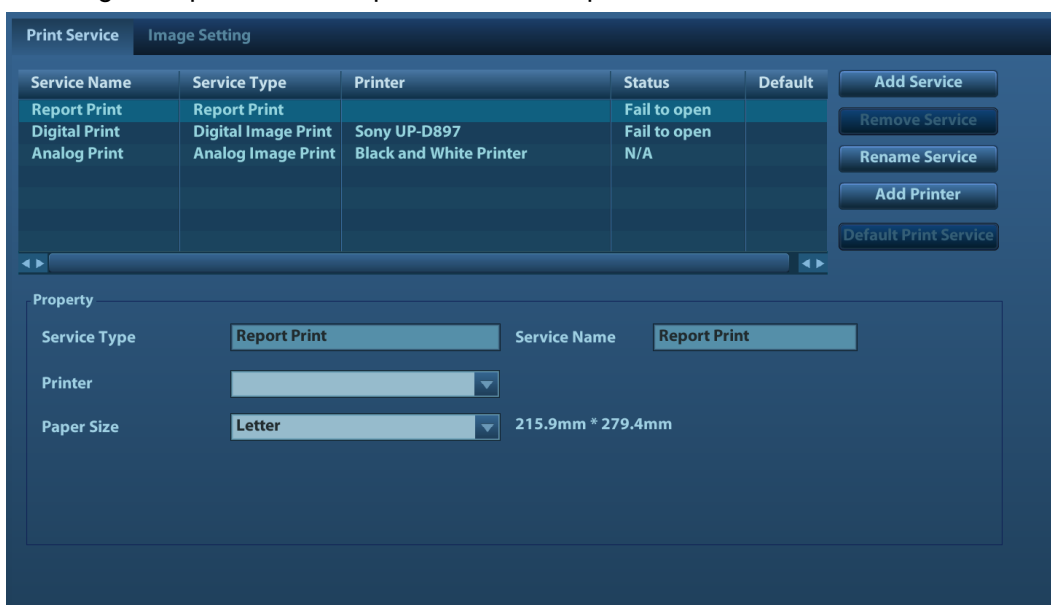 Print Service Image Setting
Service Name Service Type Printer Status Default
Report Print Report Print Fail to open
Digital Print Digital Image Print Sony UP-D897 Fail to open
Analog Print Analog Image Print Black and White Printer N/A
Add Service
Remove Service
Rename Service
Add Printer
Default Print Service
Property
Service Type Report Print Service Name Report Print
Printer
Paper Size Letter 215.9mm * 279.4mm